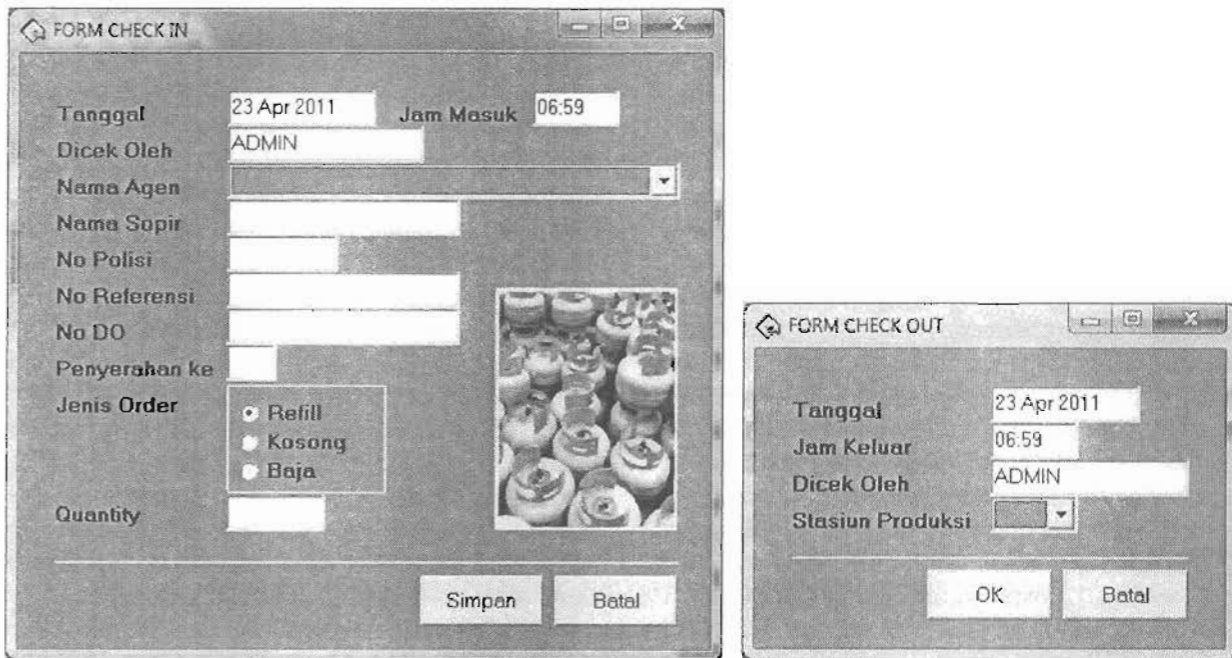 FORM CHECK IN
Tanggal 23 Apr 2011 Jam Masuk 06:59
Dicek Oleh ADMIN
Nama Agen
Nama Sopir
No Polisi
No Referensi
No DO
Penyerahan ke
Jenis Order
Refill
Kosong
Baja
Quantity
Simpan Batal
FORM CHECK OUT
Tanggal 23 Apr 2011
Jam Keluar 06:59
Dicek Oleh ADMIN
Stasiun Produksi
OK Batal